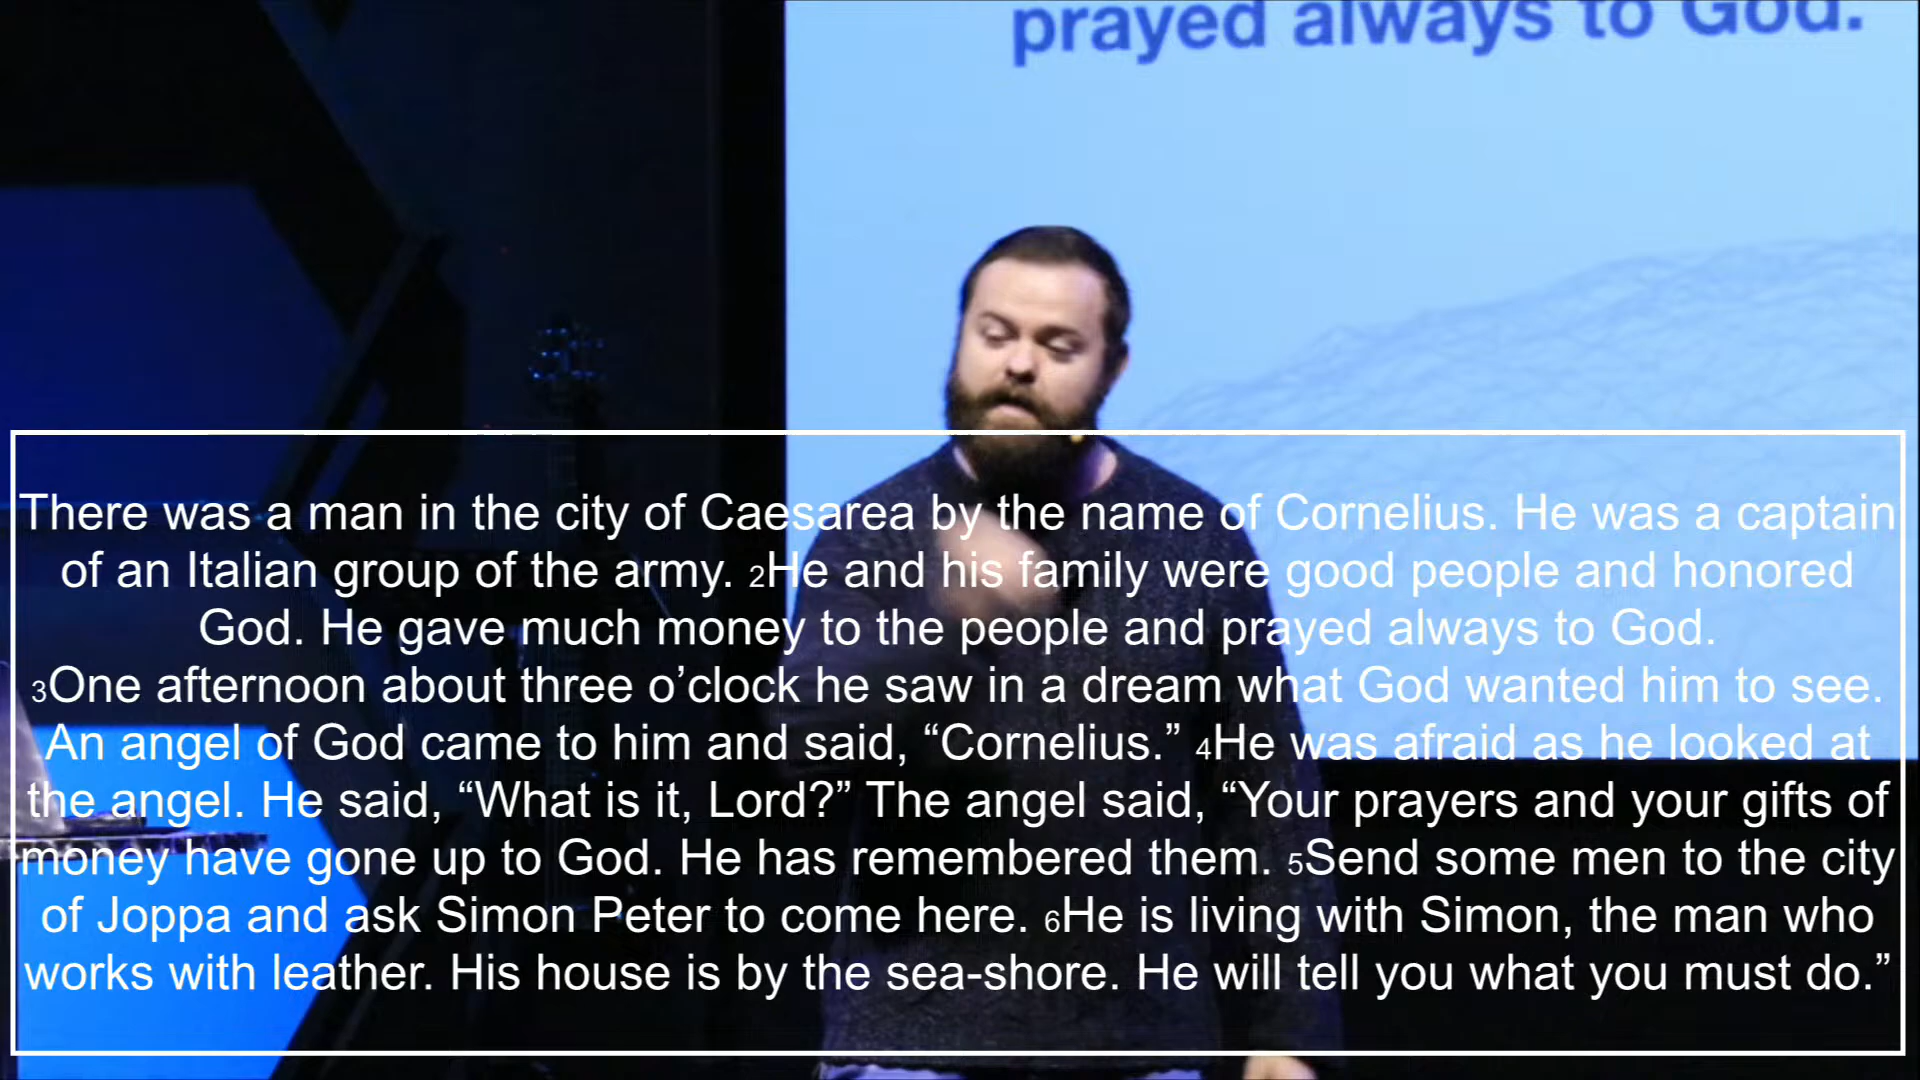 prayed always to God.
There was a man in the city of Caesarea by the name of Cornelius. He was a captain
of an Italian group of the army. 2He and his family were good people and honored
God. He gave much money to the people and prayed always to God.
3One afternoon about three o’clock he saw in a dream what God wanted him to see.
An angel of God came to him and said, “Cornelius.” 4He was afraid as he looked at
the angel. He said, “What is it, Lord?” The angel said, “Your prayers and your gifts of
money have gone up to God. He has remembered them. 5Send some men to the city
of Joppa and ask Simon Peter to come here. 6He is living with Simon, the man who
works with leather. His house is by the sea-shore. He will tell you what you must do.”